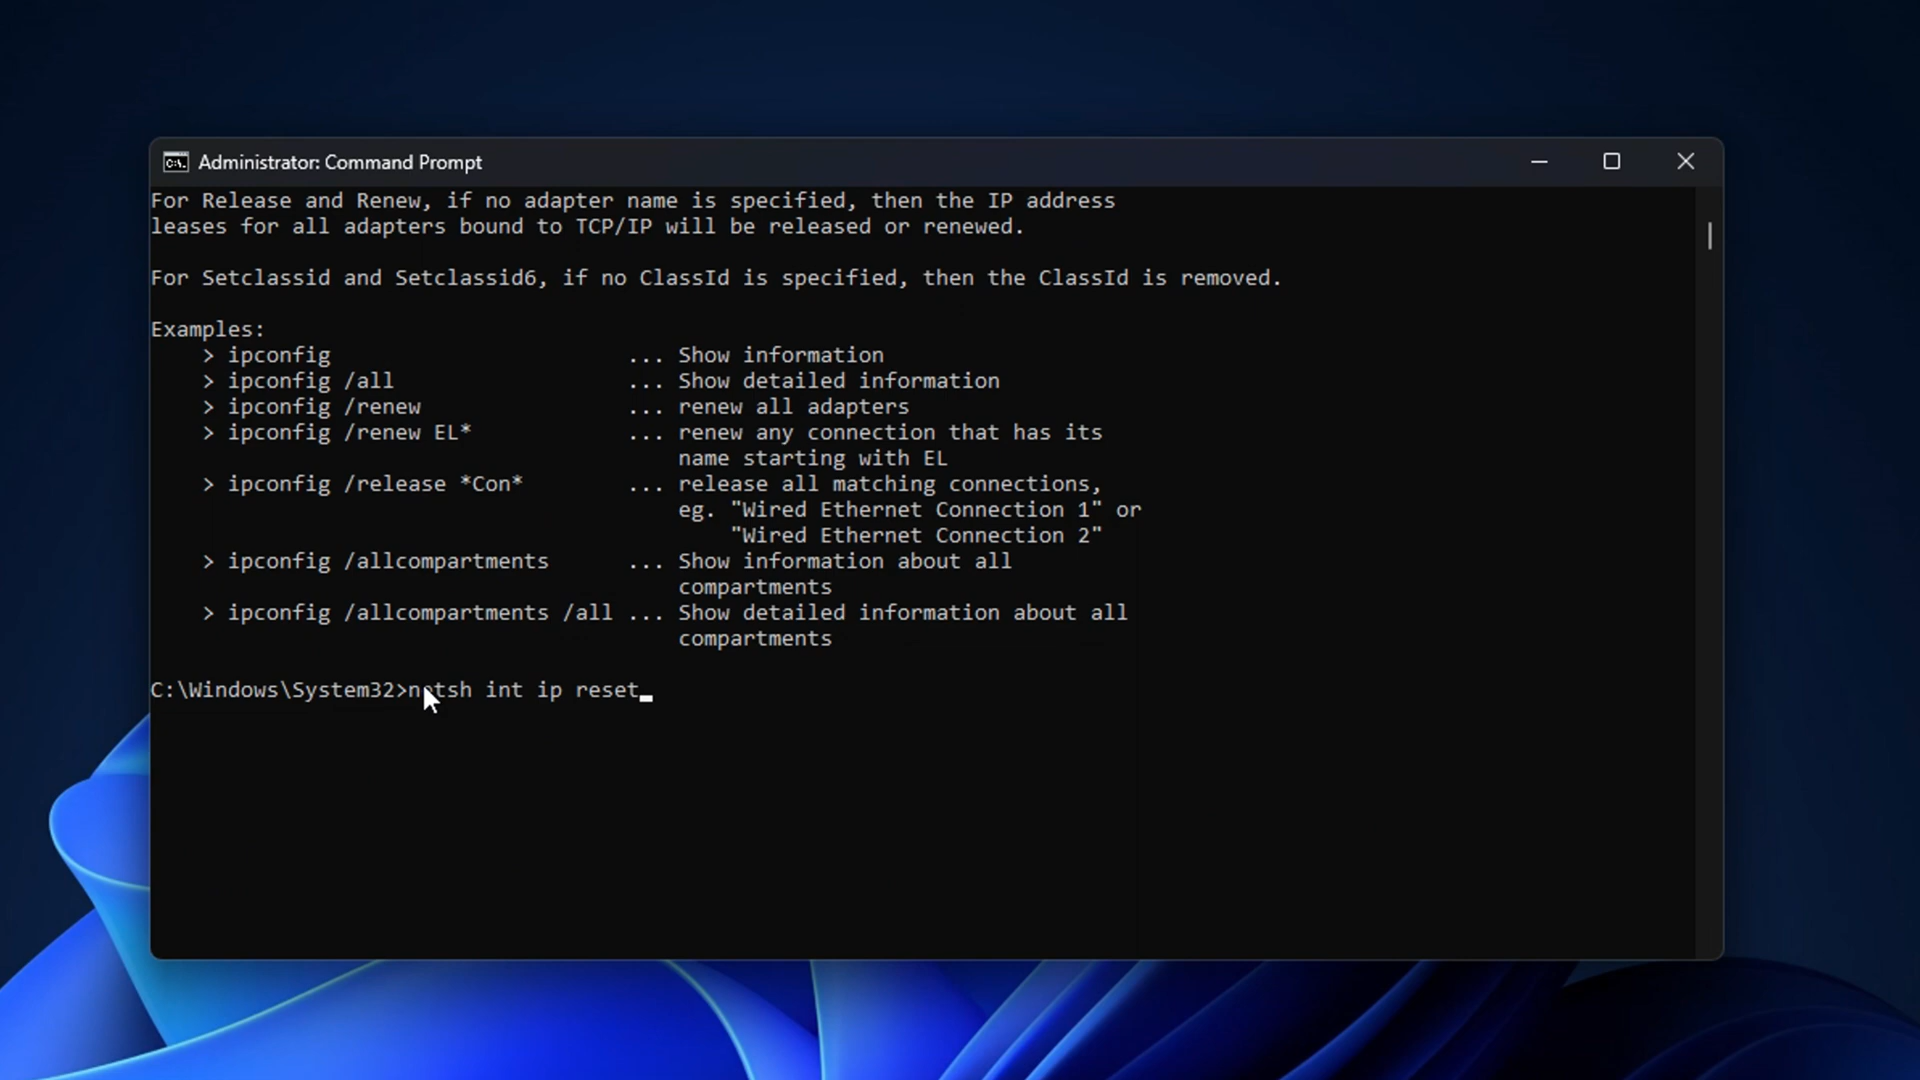 Administrator: Command Prompt
For Release and Renew, if no adapter name is specified, then the IP address
leases for all adapters bound to TCP/IP will be released or renewed.
For Setclassid and Setclassid6, if no ClassId is specified, then the ClassId is removed.
Examples:
> ipconfig ... Show information
> ipconfig /all ... Show detailed information
> ipconfig /renew ... renew all adapters
> ipconfig /renew EL* ... renew any connection that has its
name starting with EL
> ipconfig /release *Con* ... release all matching connections,
eg. "Wired Ethernet Connection 1" or
"Wired Ethernet Connection 2"
> ipconfig /allcompartments ... Show information about all
compartments
> ipconfig /allcompartments /all ... Show detailed information about all
compartments
C:\Windows\System32>netsh int ip reset